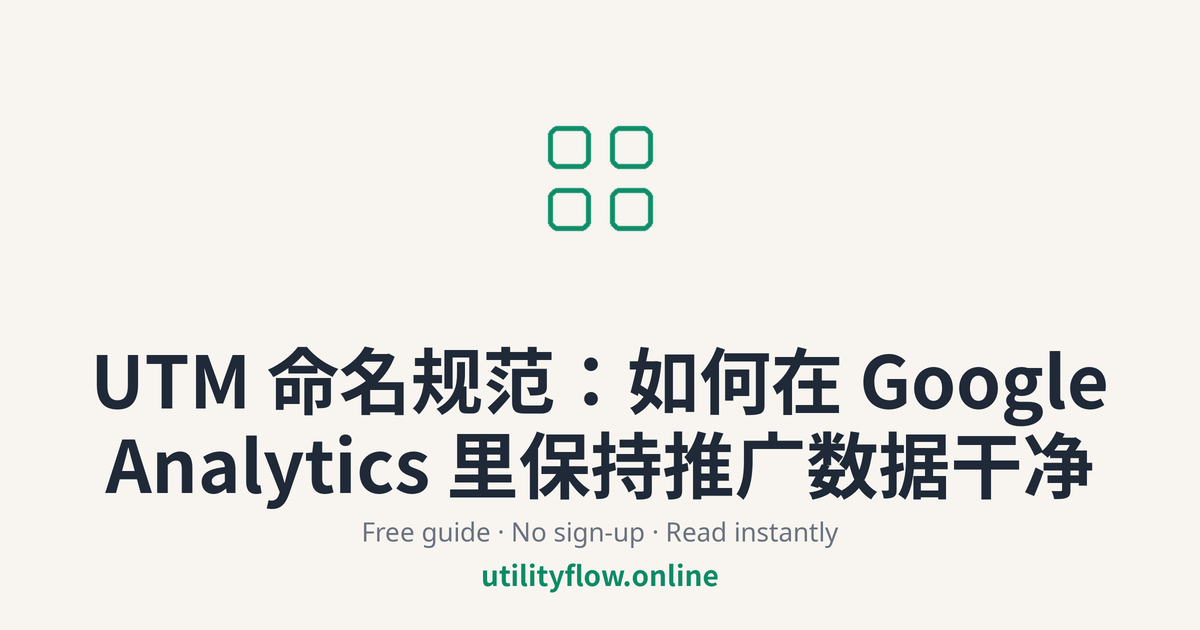 UTM 命名规范：如何在 Google
Analytics 里保持推广数据干净
Free guide · No sign-up · Read instantly
utilityflow.online